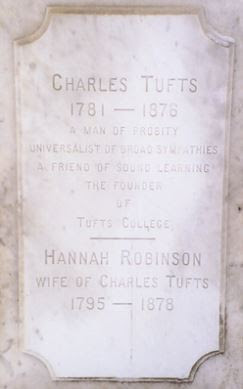 CHARLES TUFTS
1781 — 1876
A MAN OF PROBITY
UNIVERSALIST OF BROAD SYMPATHIES
A FRIEND OF SOUND LEARNING
THE FOUNDER
OF
TUFTS COLLEGE
HANNAH ROBINSON
WIFE OF CHARLES TUFTS
1795 — 1878